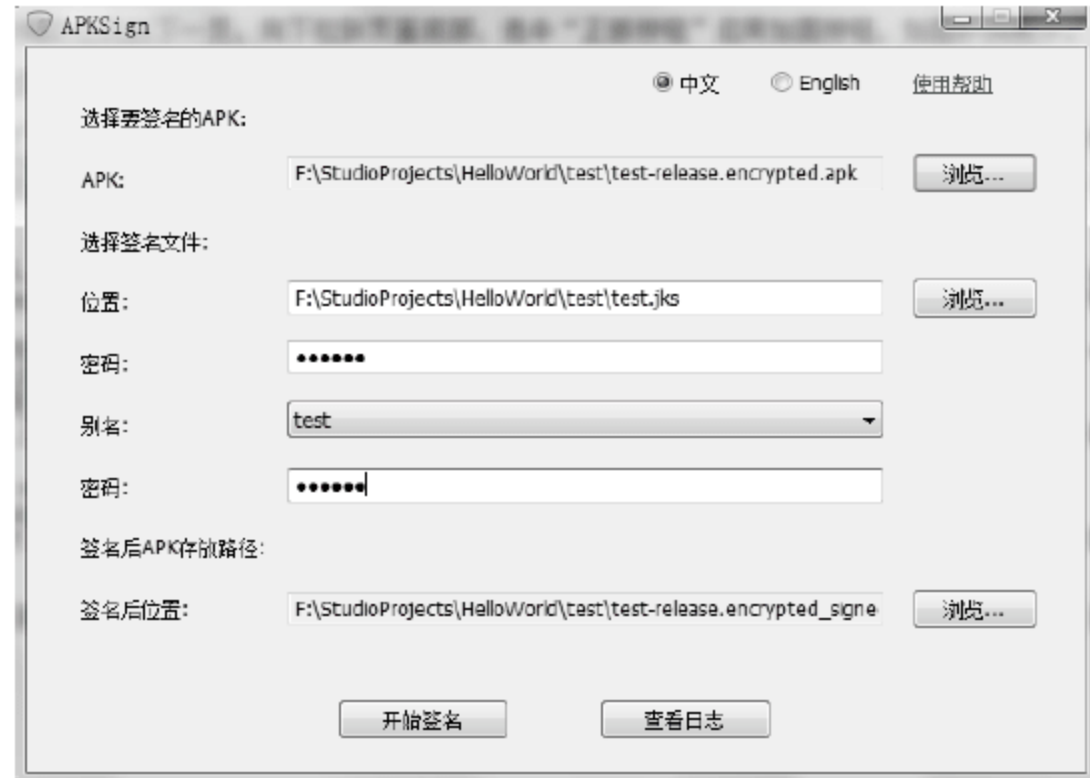 APKSign
中文 English 使用帮助
选择要签名的APK:
APK: F:\StudioProjects\HelloWorld\test\test-release.encrypted.apk 浏览...
选择签名文件:
位置: F:\StudioProjects\HelloWorld\test\test.jks 浏览...
密码: ••••••
别名: test
密码: ••••••
签名后APK存放路径:
签名后位置: F:\StudioProjects\HelloWorld\test\test-release.encrypted_signe 浏览...
开始签名 查看日志